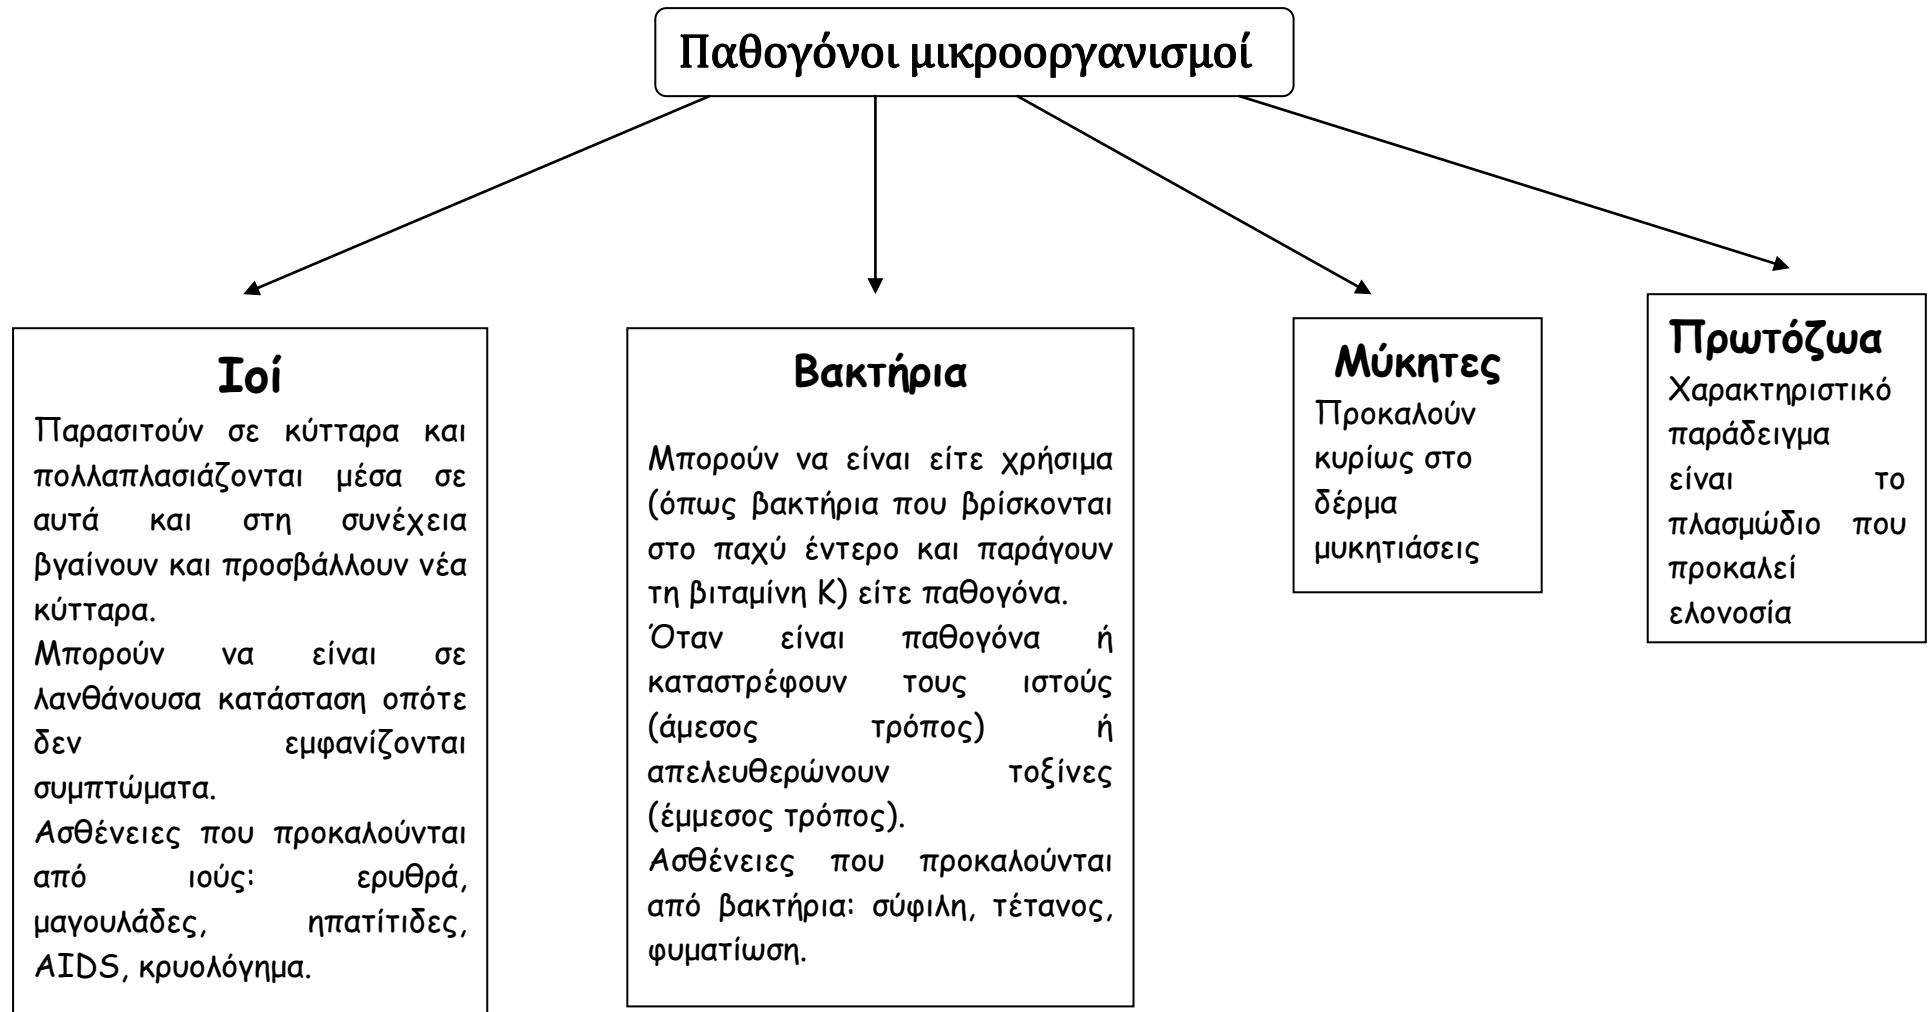 Παθογόνοι μικροοργανισμοί
Ιοί
Παρασιτούν σε κύτταρα και
πολλαπλασιάζονται μέσα σε
αυτά και στη συνέχεια
βγαίνουν και προσβάλλουν νέα
κύτταρα.
Μπορούν να είναι σε
λανθάνουσα κατάσταση οπότε
δεν εμφανίζονται
συμπτώματα.
Ασθένειες που προκαλούνται
από ιούς: ερυθρά,
μαγουλάδες, ηπατίτιδες,
AIDS, κρυολόγημα.
Βακτήρια
Μπορούν να είναι είτε χρήσιμα
(όπως βακτήρια που βρίσκονται
στο παχύ έντερο και παράγουν
τη βιταμίνη Κ) είτε παθογόνα.
Όταν είναι παθογόνα ή
καταστρέφουν τους ιστούς
(άμεσος τρόπος) ή
απελευθερώνουν τοξίνες
(έμμεσος τρόπος).
Ασθένειες που προκαλούνται
από βακτήρια: σύφιλη, τέτανος,
φυματίωση.
Μύκητες
Προκαλούν
κυρίως στο
δέρμα
μυκητιάσεις
Πρωτόζωα
Χαρακτηριστικό
παράδειγμα
είναι το
πλασμώδιο που
προκαλεί
ελονοσία